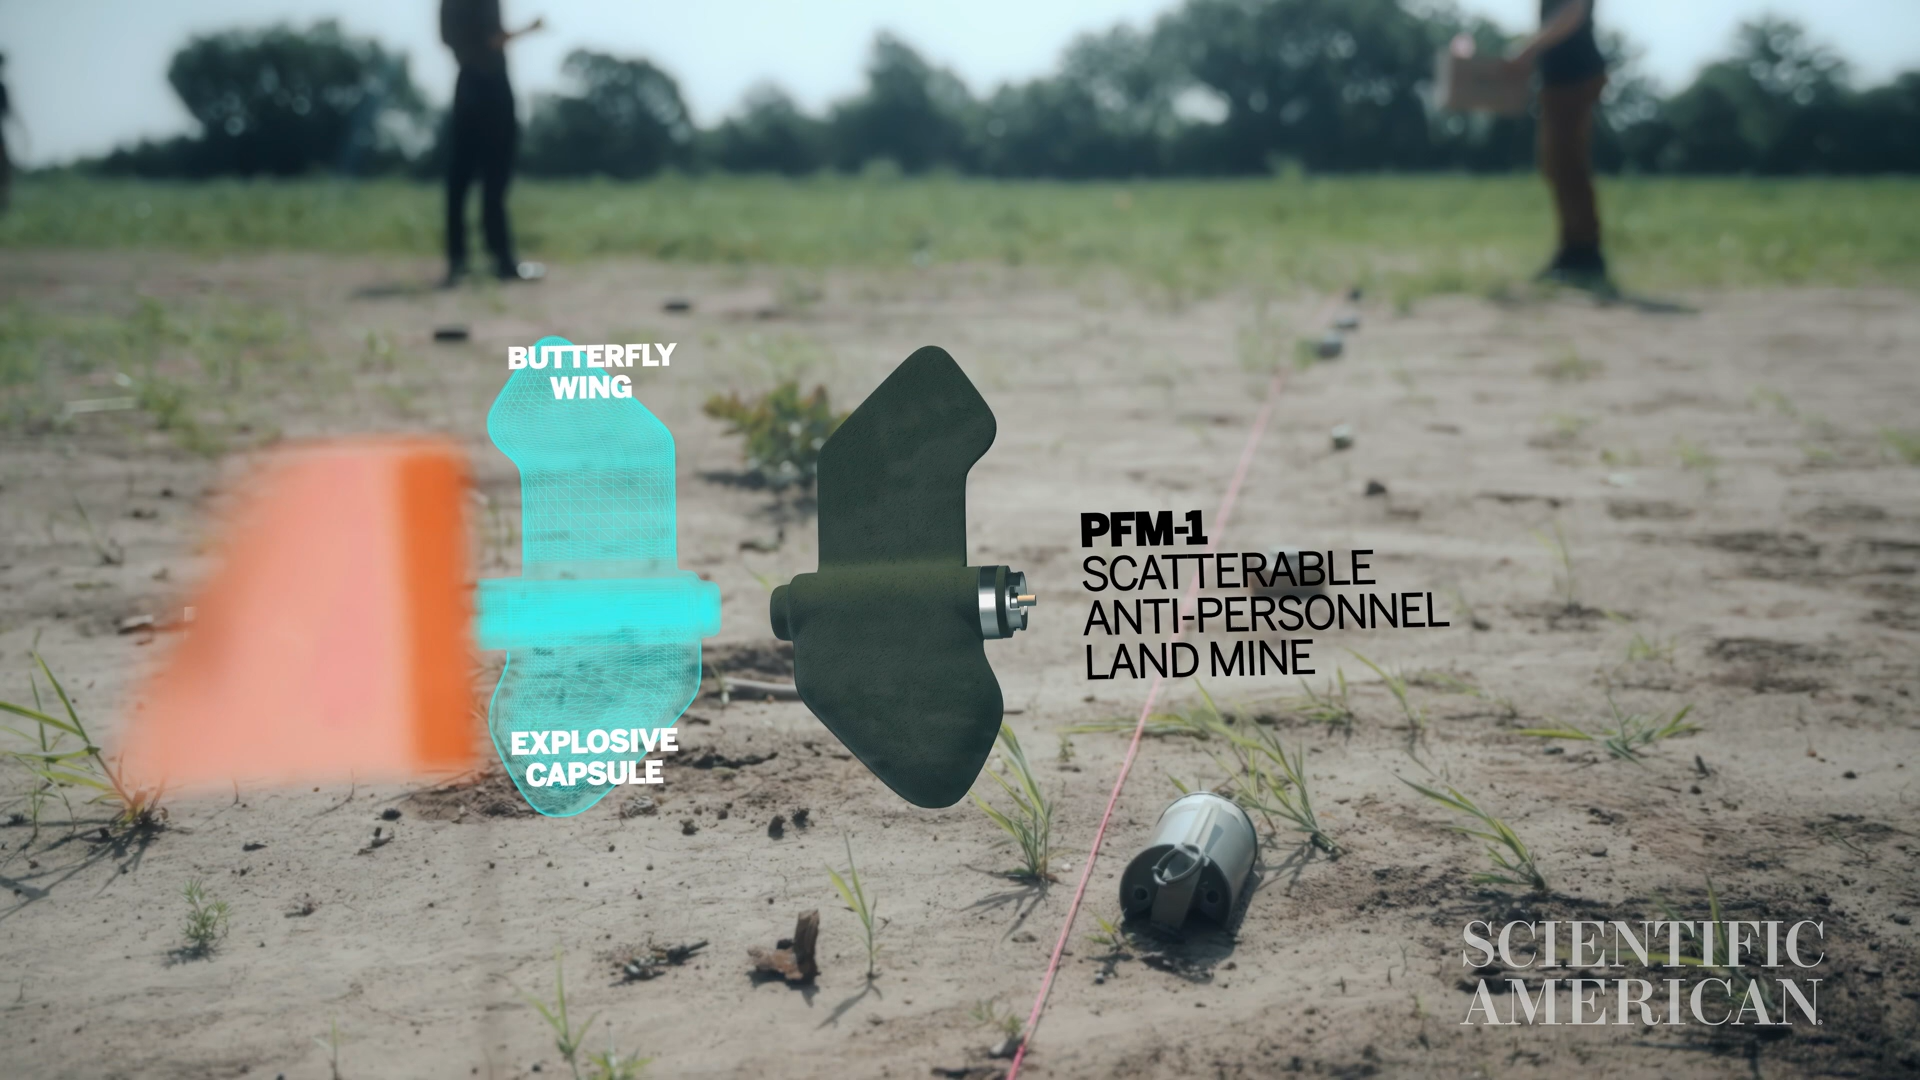 BUTTERFLY
WING
EXPLOSIVE
CAPSULE
PFM-1
SCATTERABLE
ANTI-PERSONNEL
LAND MINE
SCIENTIFIC
AMERICAN